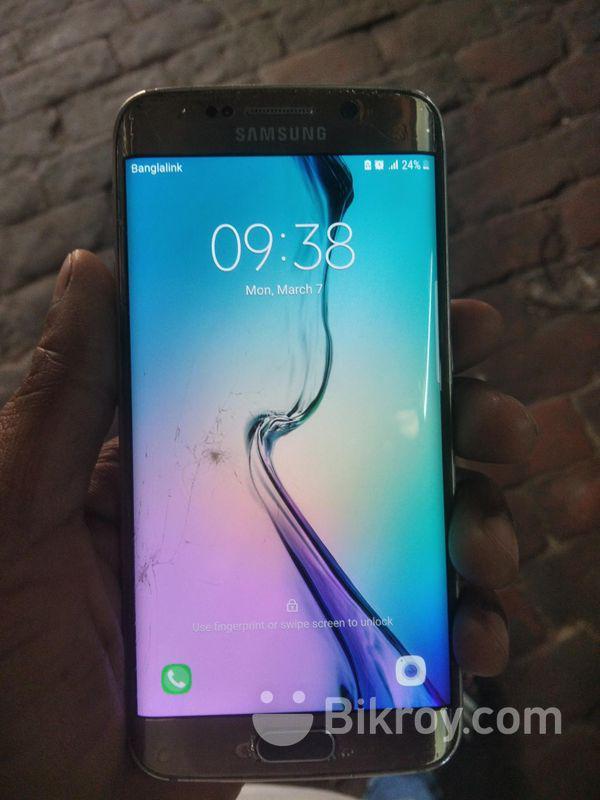 SAMSUNG
Banglalink 24%
09:38
Mon, March 7
Use fingerprint or swipe screen to unlock
Bikroy.com